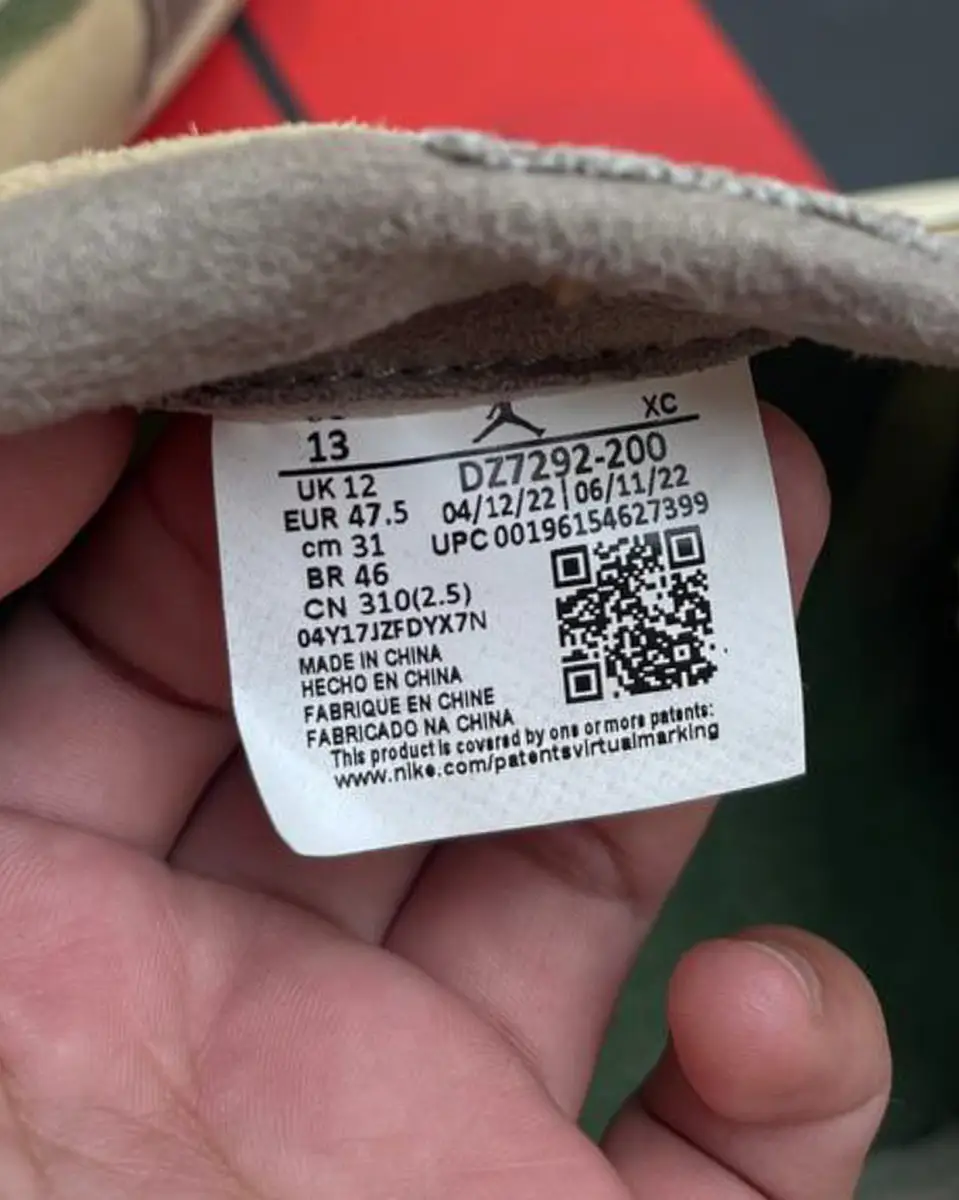 13
XC
UK 12
DZ7292-200
EUR 47.5
04/12/22|06/11/22
cm 31
UPC 00196154627399
BR 46
CN 310(2.5)
04Y17JZFDYX7N
MADE IN CHINA
HECHO EN CHINA
FABRIQUE EN CHINE
FABRICADO NA CHINA
This product is covered by one or more patents:
www.nike.com/patentsvirtualmarking